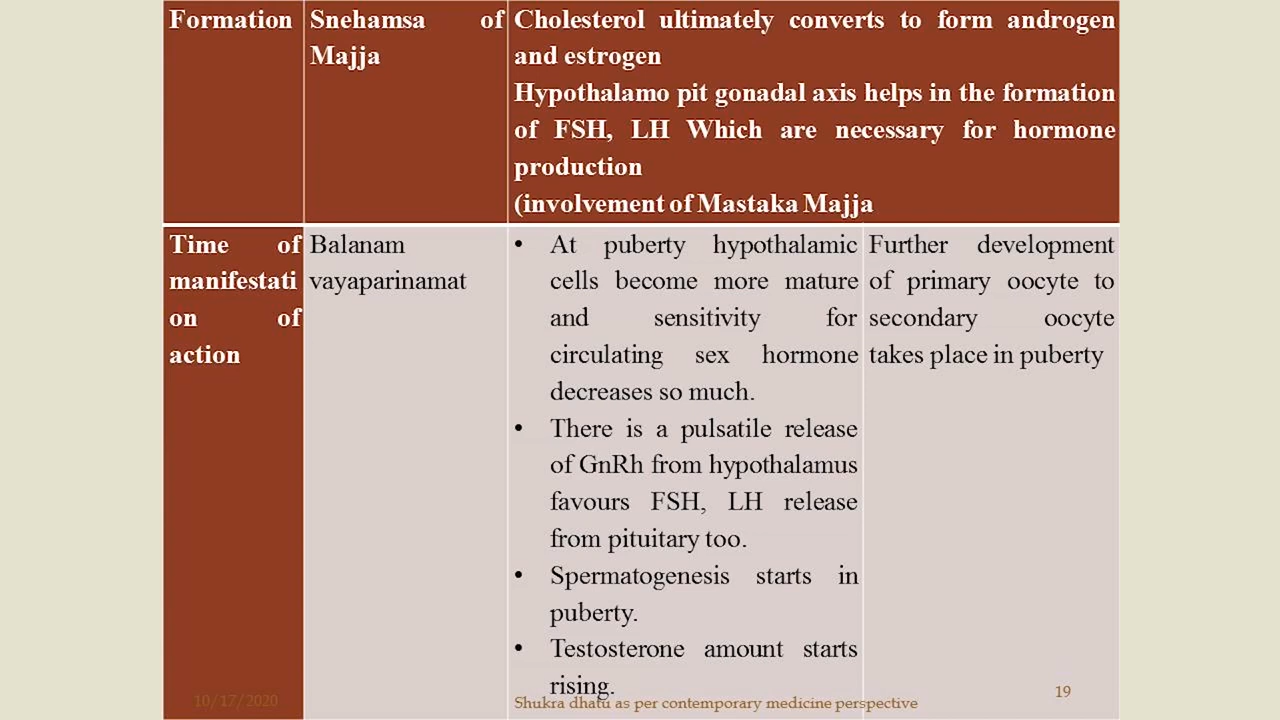 Formation
Snehamsa of
Majja
Cholesterol ultimately converts to form androgen
and estrogen
Hypothalamo pit gonadal axis helps in the formation
of FSH, LH Which are necessary for hormone
production
(involvement of Mastaka Majja
Time of
manifestati
on of
action
Balanam
vayaparinamat
• At puberty hypothalamic
cells become more mature
and sensitivity for
circulating sex hormone
decreases so much.
• There is a pulsatile release
of GnRh from hypothalamus
favours FSH, LH release
from pituitary too.
• Spermatogenesis starts in
puberty.
• Testosterone amount starts
rising.
Further development
of primary oocyte to
secondary oocyte
takes place in puberty
10/17/2020
Shukra dhatu as per contemporary medicine perspective
19